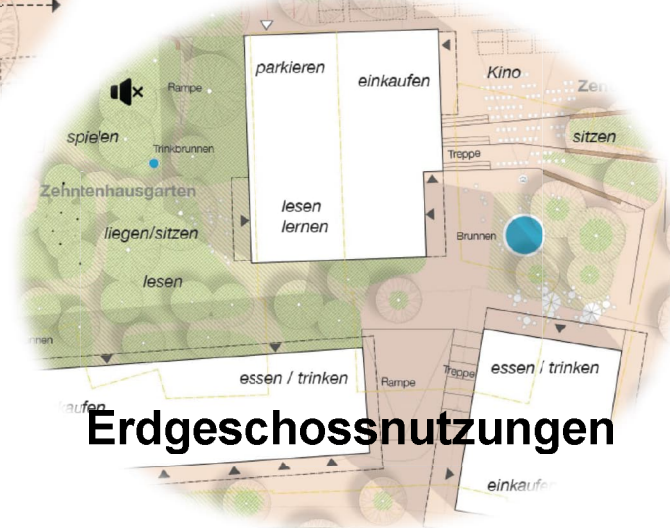 parkieren
einkaufen
Kino
Rampe
spielen
Trinkbrunnen
sitzen
Treppe
Zehntenhausgarten
lesen
lernen
liegen/sitzen
Brunnen
lesen
essen / trinken
Rampe
Treppe
essen / trinken
Erdgeschossnutzungen